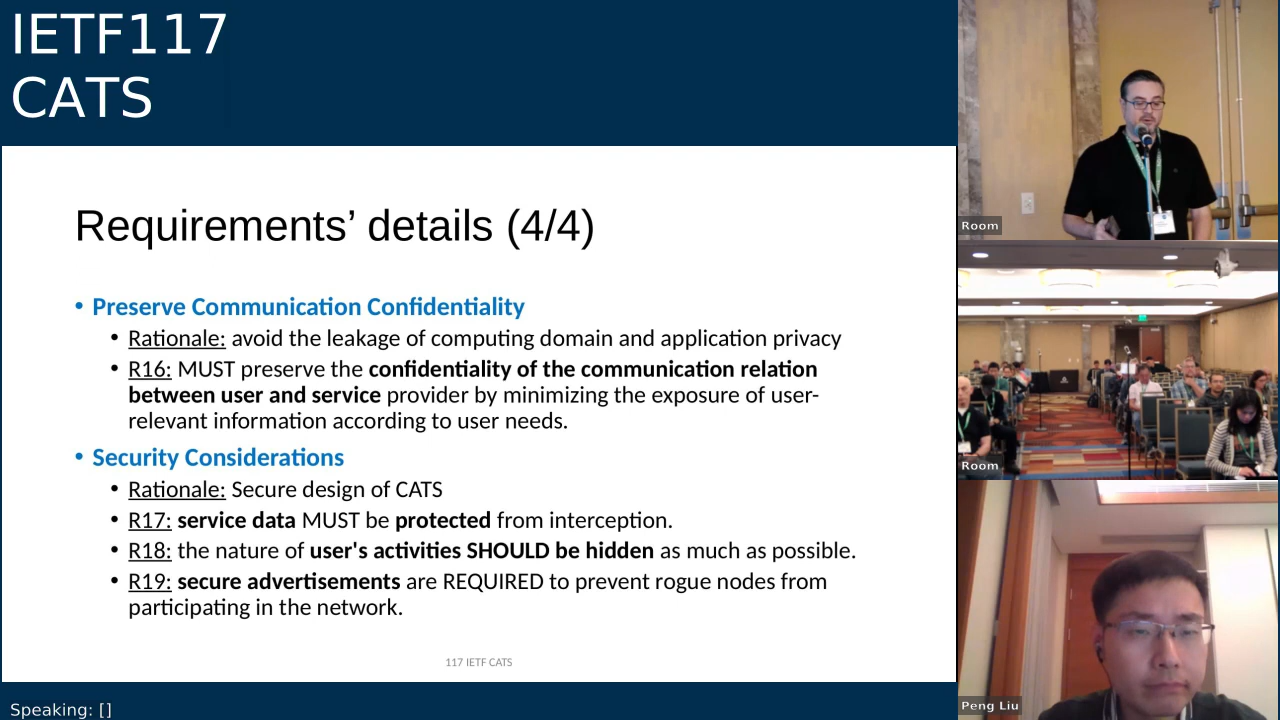 IETF117
CATS
Requirements’ details (4/4)
• Preserve Communication Confidentiality
• Rationale: avoid the leakage of computing domain and application privacy
• R16: MUST preserve the confidentiality of the communication relation
between user and service provider by minimizing the exposure of user-
relevant information according to user needs.
• Security Considerations
• Rationale: Secure design of CATS
• R17: service data MUST be protected from interception.
• R18: the nature of user's activities SHOULD be hidden as much as possible.
• R19: secure advertisements are REQUIRED to prevent rogue nodes from
participating in the network.
117 IETF CATS
Speaking: []
Room
Room
Peng Liu